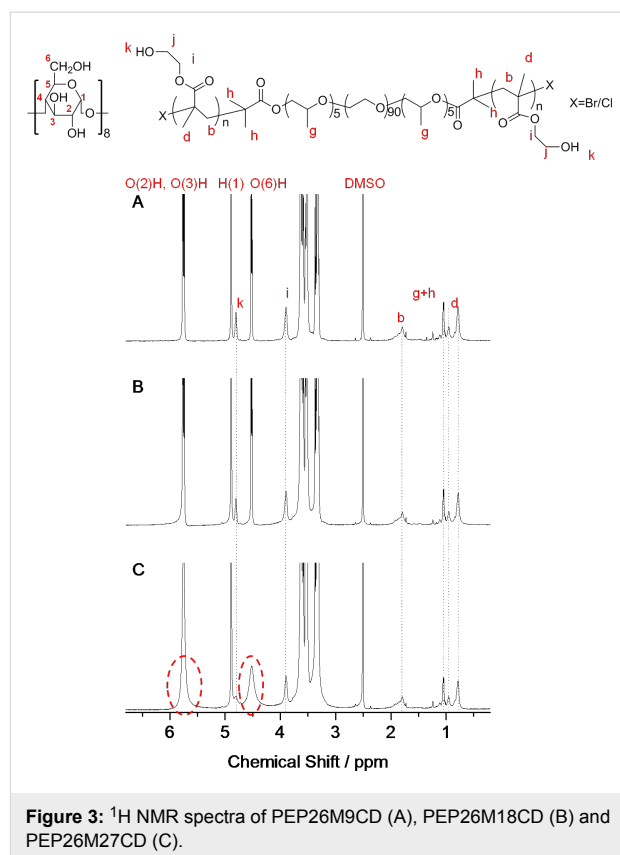 6
CH₂OH
5
O
4
OH
1
2
3
OH
O
8
k
HO
j
i
O
O
h
O
X
d
b
n
h
O
O
g
5
O
90
O
g
5
O
O
h
h
b
d
X
n
O
O
i
j
OH
k
X=Br/Cl
O(2)H, O(3)H H(1) O(6)H DMSO
A
k
i
b
g+h
d
B
C
6 5 4 3 2 1
Chemical Shift / ppm
Figure 3: ¹H NMR spectra of PEP26M9CD (A), PEP26M18CD (B) and
PEP26M27CD (C).